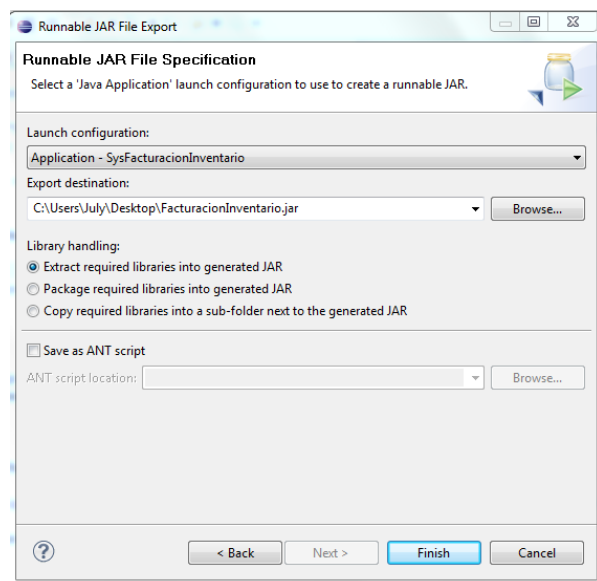 Runnable JAR File Export
Runnable JAR File Specification
Select a 'Java Application' launch configuration to use to create a runnable JAR.
Launch configuration:
Application - SysFacturacionInventario
Export destination:
C:\Users\July\Desktop\FacturacionInventario.jar
Browse...
Library handling:
Extract required libraries into generated JAR
Package required libraries into generated JAR
Copy required libraries into a sub-folder next to the generated JAR
Save as ANT script
ANT script location:
Browse...
?
< Back
Next >
Finish
Cancel